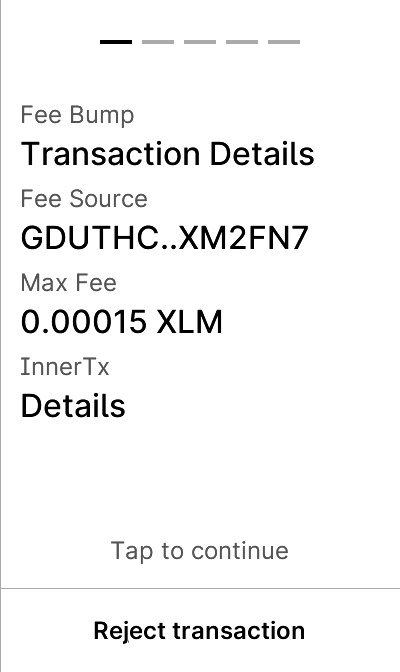 Fee Bump
Transaction Details
Fee Source
GDUTHC..XM2FN7
Max Fee
0.00015 XLM
InnerTx
Details
Tap to continue
Reject transaction